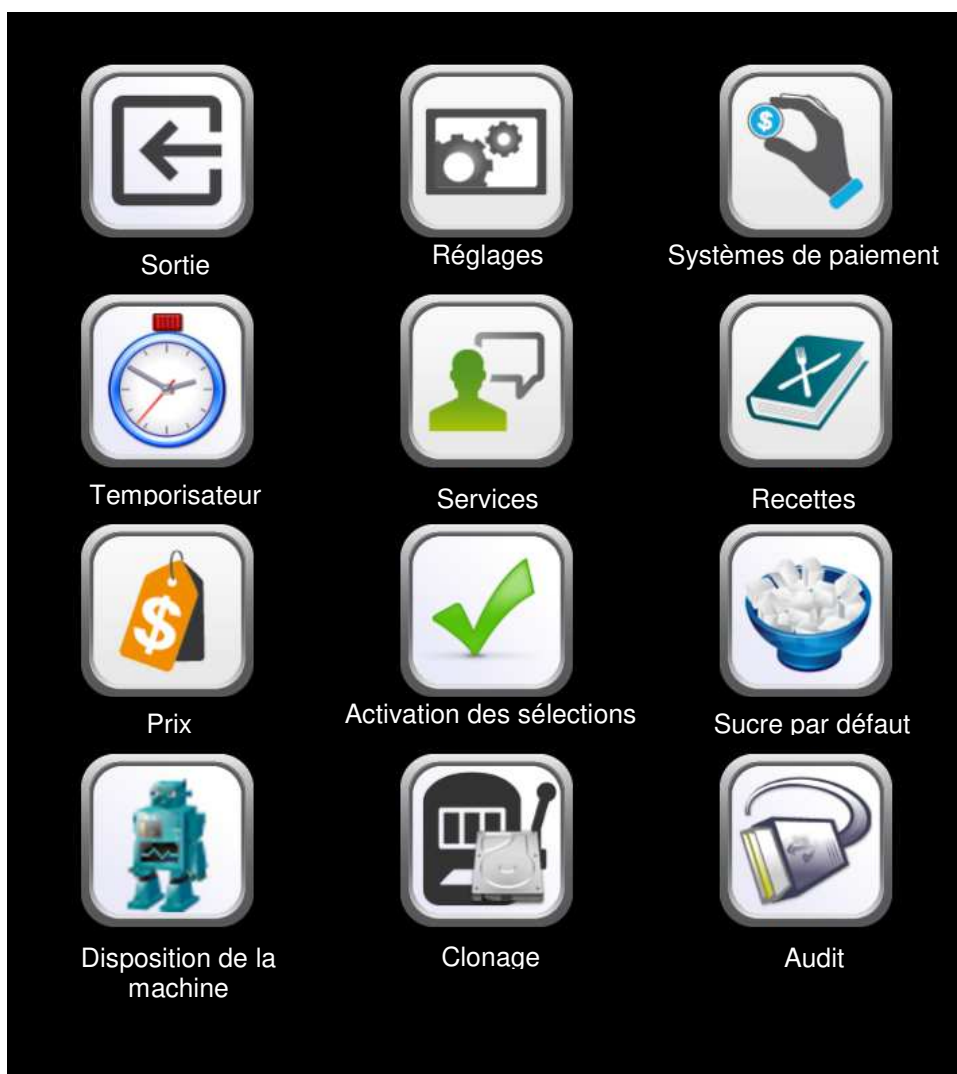 Sortie
Réglages
Systèmes de paiement
Temporisateur
Services
Recettes
Prix
Activation des sélections
Sucre par défaut
Disposition de la
machine
Clonage
Audit